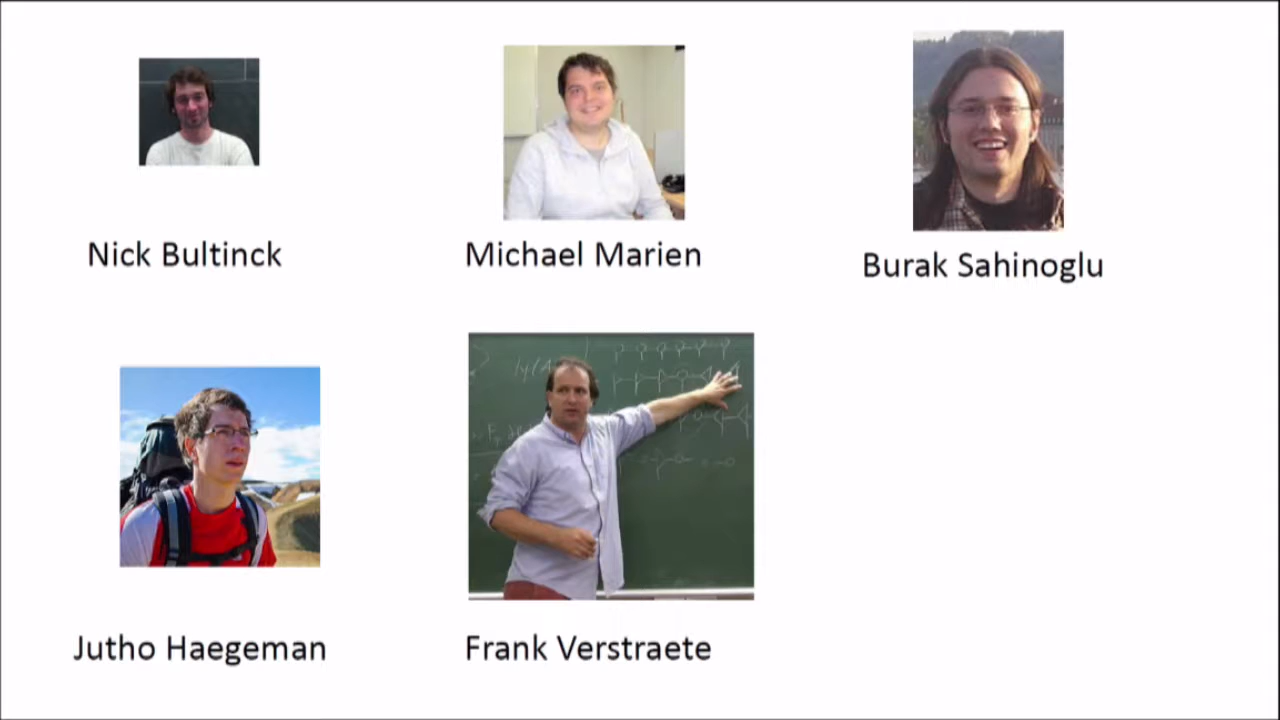 Nick Bultinck
Michael Marien
Burak Sahinoglu
Jutho Haegeman
Frank Verstraete